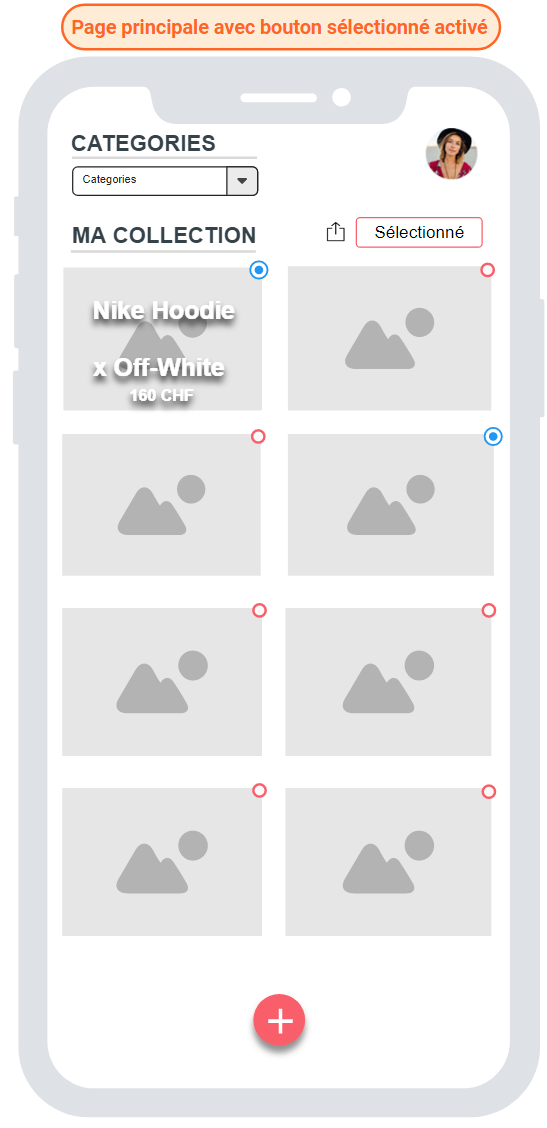 Page principale avec bouton sélectionné activé
CATEGORIES
Categories
MA COLLECTION
Sélectionné
Nike Hoodie
x Off-White
160 CHF